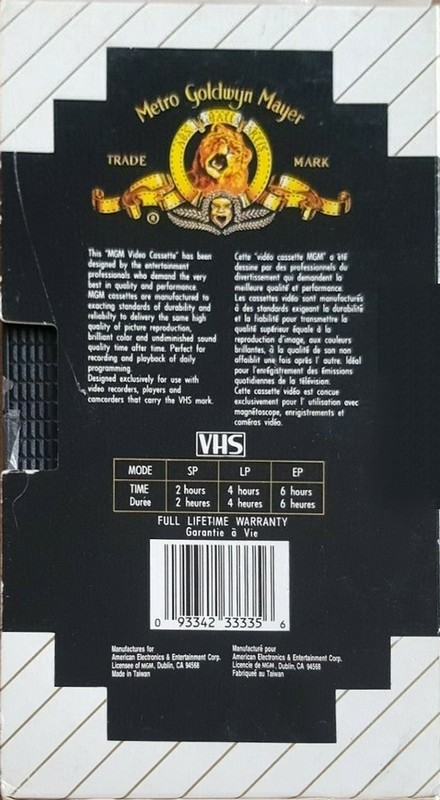 Metro Goldwyn Mayer
ARS GRATIA ARTIS
TRADE MARK
®
This "MGM Video Cassette" has been
designed by the entertainment
professionals who demand the very
best in quality and performance.
MGM cassettes are manufactured to
exacting standards of durability and
reliabilty to delivery the same high
quality of picture reproduction,
brilliant color and undiminished sound
quality time after time. Perfect for
recording and playback of daily
programming.
Designed exclusively for use with
video recorders, players and
camcorders that carry the VHS mark.
Cette "vidéo cassette MGM" a été
dessine par des professionnels du
divertissement qui demandent la
meilleure qualité et performance.
Les cassettes vidéo sont manufacturés
à des standards exigeant la durabilité
et la fiabilité pour transmettre la
qualité supérieur équale à la
reproduction d'image, aux couleurs
brillantes, à la qualité de son non
affaiblit une fois après l' autre. Idéal
pour l'enregistrement des émissions
quotidiennes de la télévision.
Cette cassette vidéo est concue
exclusivement pour l' utilisation avec
magnétoscope, enrigistrements et
caméras vidéo.
VHS
MODE SP LP EP
TIME 2 hours 4 hours 6 hours
Durée 2 heures 4 heures 6 heures
FULL LIFETIME WARRANTY
Garantie à Vie
0 93342 33335 6
Manufactures for
American Electronics & Entertainment Corp.
Licensee of MGM, Dublin, CA 94568
Made in Taiwan
Manufacturé pour
American Electronics & Entertainment Corp.
Licencie de MGM, Dublin, CA 94568
Fabriqué au Taiwan